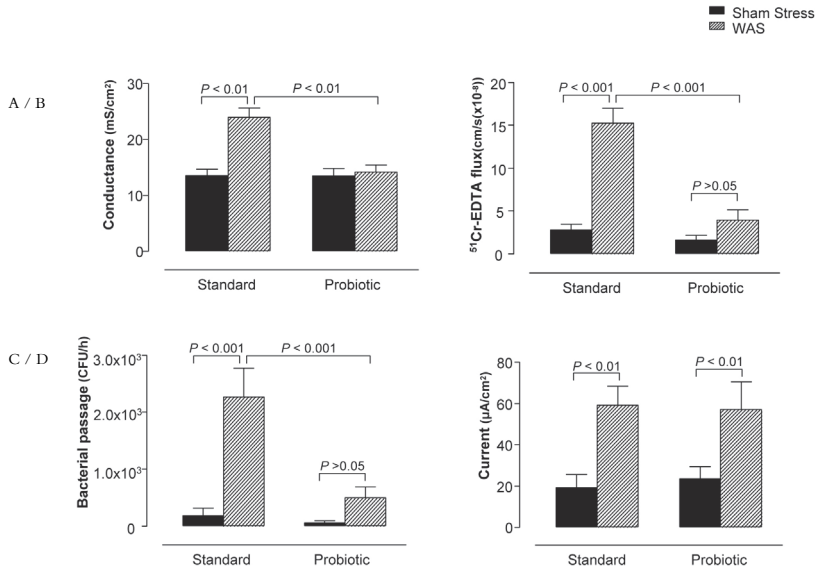 Sham Stress
WAS
A / B
Conductance (mS/cm²)
30
20
10
0
P < 0.01
P < 0.01
Standard
Probiotic
⁵¹Cr-EDTA flux(cm/s(x10⁻⁸))
20
15
10
5
0
P < 0.001
P < 0.001
P >0.05
Standard
Probiotic
C / D
Bacterial passage (CFU/h)
3.0x10³
2.0x10³
1.0x10³
0
P < 0.001
P < 0.001
P >0.05
Standard
Probiotic
Current (µA/cm²)
80
60
40
20
0
P < 0.01
P < 0.01
Standard
Probiotic